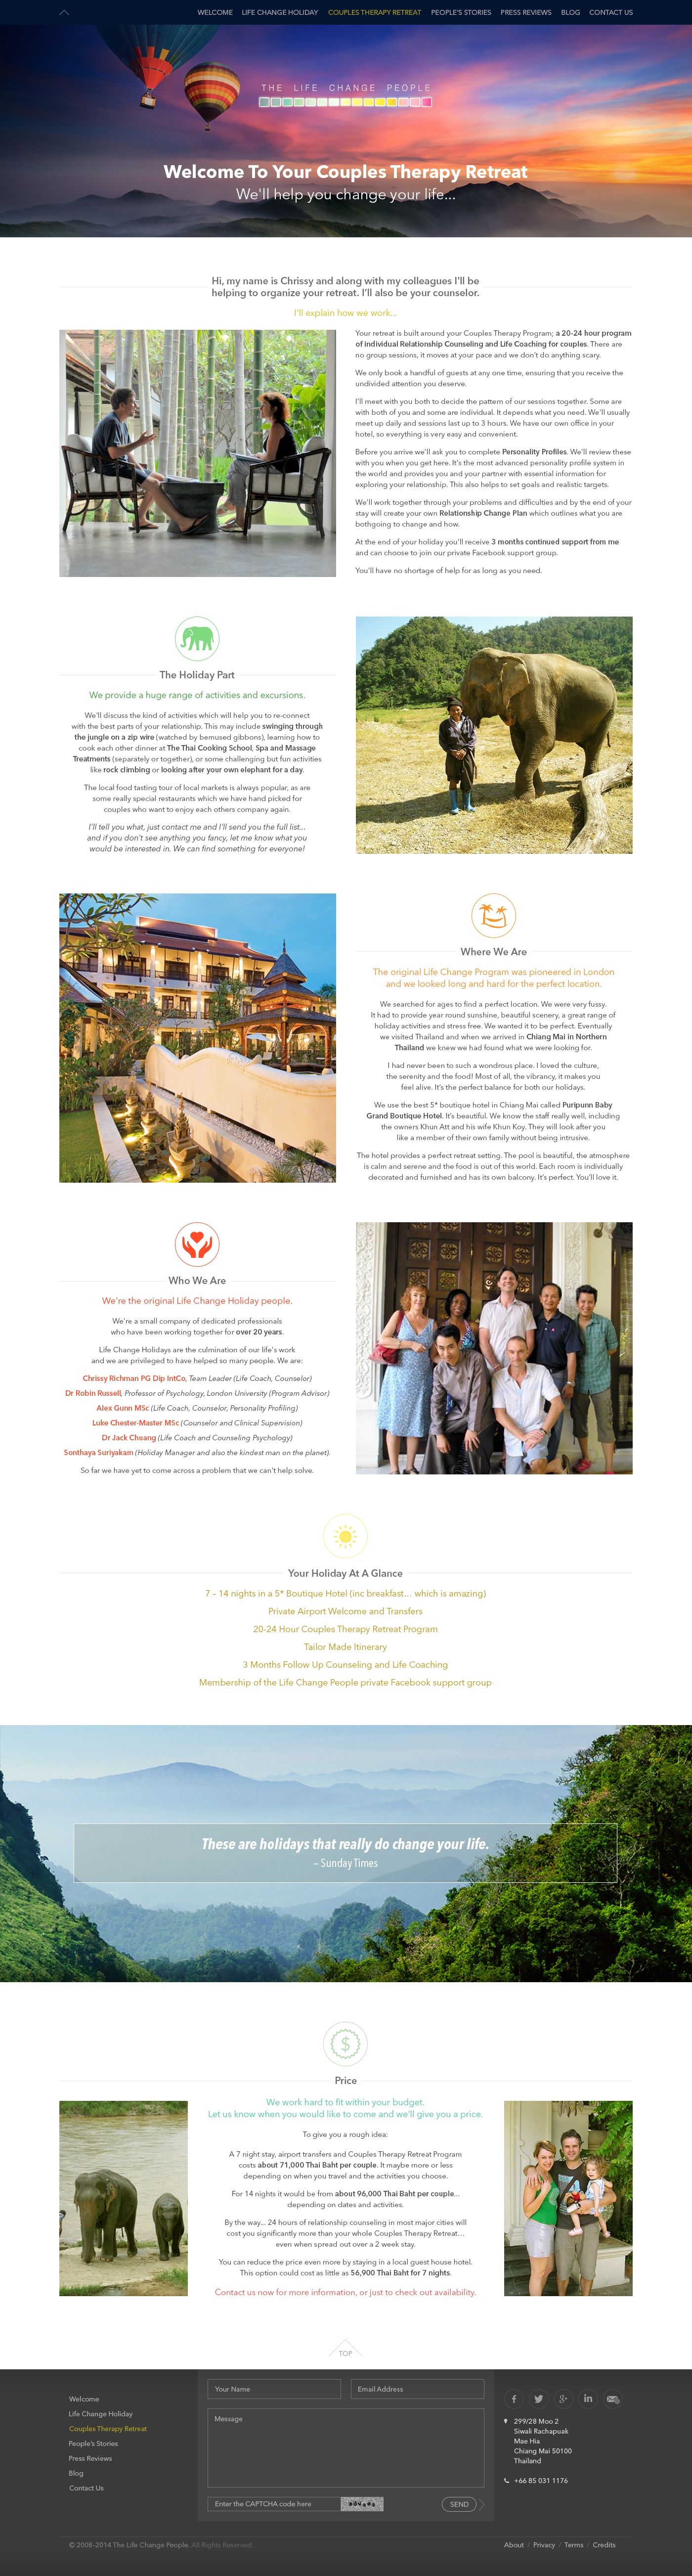 WELCOME LIFE CHANGE HOLIDAY COUPLES THERAPY RETREAT PEOPLE'S STORIES PRESS REVIEWS BLOG CONTACT US
THE LIFE CHANGE PEOPLE
Welcome To Your Couples Therapy Retreat
We'll help you change your life...
Hi, my name is Chrissy and along with my colleagues I'll be
helping to organize your retreat. I'll also be your counselor.
I'll explain how we work...
Your retreat is built around your Couples Therapy Program; a 20-24 hour program
of individual Relationship Counseling and Life Coaching for couples. There are
no group sessions, it moves at your pace and we don't do anything scary.
We only book a handful of guests at any one time, ensuring that you receive the
undivided attention you deserve.
I'll meet with you both to decide the pattern of our sessions together. Some are
with both of you and some are individual. It depends what you need. We'll usually
meet up daily and sessions last up to 3 hours. We have our own office in your
hotel, so everything is very easy and convenient.
Before you arrive we'll ask you to complete Personality Profiles. We'll review these
with you when you get here. It's the most advanced personality profile system in
the world and provides you and your partner with essential information for
exploring your relationship. This also helps to set goals and realistic targets.
We'll work together through your problems and difficulties and by the end of your
stay will create your own Relationship Change Plan which outlines what you are
bothgoing to change and how.
At the end of your holiday you'll receive 3 months continued support from me
and can choose to join our private Facebook support group.
You'll have no shortage of help for as long as you need.
The Holiday Part
We provide a huge range of activities and excursions.
We'll discuss the kind of activities which will help you to re-connect
with the best parts of your relationship. This may include swinging through
the jungle on a zip wire (watched by bemused gibbons), learning how to
cook each other dinner at The Thai Cooking School, Spa and Massage
Treatments (separately or together), or some challenging but fun activities
like rock climbing or looking after your own elephant for a day.
The local food tasting tour of local markets is always popular, as are
some really special restaurants which we have hand picked for
couples who want to enjoy each others company again.
I'll tell you what, just contact me and I'll send you the full list...
and if you don't see anything you fancy, let me know what you
would be interested in. We can find something for everyone!
Where We Are
The original Life Change Program was pioneered in London
and we looked long and hard for the perfect location.
We searched for ages to find a perfect location. We were very fussy.
It had to provide year round sunshine, beautiful scenery, a great range of
holiday activities and stress free. We wanted it to be perfect. Eventually
we visited Thailand and when we arrived in Chiang Mai in Northern
Thailand we knew we had found what we were looking for.
I had never been to such a wondrous place. I loved the culture,
the serenity and the food! Most of all, the vibrancy, it makes you
feel alive. It's the perfect balance for both our holidays.
We use the best 5* boutique hotel in Chiang Mai called Puripunn Baby
Grand Boutique Hotel. It's beautiful. We know the staff really well, including
the owners Khun Att and his wife Khun Koy. They will look after you
like a member of their own family without being intrusive.
The hotel provides a perfect retreat setting. The pool is beautiful, the atmosphere
is calm and serene and the food is out of this world. Each room is individually
decorated and furnished and has its own balcony. It's perfect. You'll love it.
Who We Are
We're the original Life Change Holiday people.
We're a small company of dedicated professionals
who have been working together for over 20 years.
Life Change Holidays are the culmination of our life's work
and we are privileged to have helped so many people. We are:
Chrissy Richman PG Dip IntCo, Team Leader (Life Coach, Counselor)
Dr Robin Russell, Professor of Psychology, London University (Program Advisor)
Alex Gunn MSc (Life Coach, Counselor, Personality Profiling)
Luke Chester-Master MSc (Counselor and Clinical Supervision)
Dr Jack Chuang (Life Coach and Counseling Psychology)
Sonthaya Suriyakam (Holiday Manager and also the kindest man on the planet).
So far we have yet to come across a problem that we can't help solve.
Your Holiday At A Glance
7 – 14 nights in a 5* Boutique Hotel (inc breakfast... which is amazing)
Private Airport Welcome and Transfers
20-24 Hour Couples Therapy Retreat Program
Tailor Made Itinerary
3 Months Follow Up Counseling and Life Coaching
Membership of the Life Change People private Facebook support group
These are holidays that really do change your life.
– Sunday Times
$
Price
We work hard to fit within your budget.
Let us know when you would like to come and we'll give you a price.
To give you a rough idea:
A 7 night stay, airport transfers and Couples Therapy Retreat Program
costs about 71,000 Thai Baht per couple. It maybe more or less
depending on when you travel and the activities you choose.
For 14 nights it would be from about 96,000 Thai Baht per couple...
depending on dates and activities.
By the way... 24 hours of relationship counseling in most major cities will
cost you significantly more than your whole Couples Therapy Retreat...
even when spread out over a 2 week stay.
You can reduce the price even more by staying in a local guest house hotel.
This option could cost as little as 56,900 Thai Baht for 7 nights.
Contact us now for more information, or just to check out availability.
TOP
Welcome
Life Change Holiday
Couples Therapy Retreat
People's Stories
Press Reviews
Blog
Contact Us
Your Name Email Address
Message
Enter the CAPTCHA code here
SEND
299/28 Moo 2
Siwali Rachapuak
Mae Hia
Chiang Mai 50100
Thailand
+66 85 031 1176
© 2008-2014 The Life Change People. All Rights Reserved.
About / Privacy / Terms / Credits